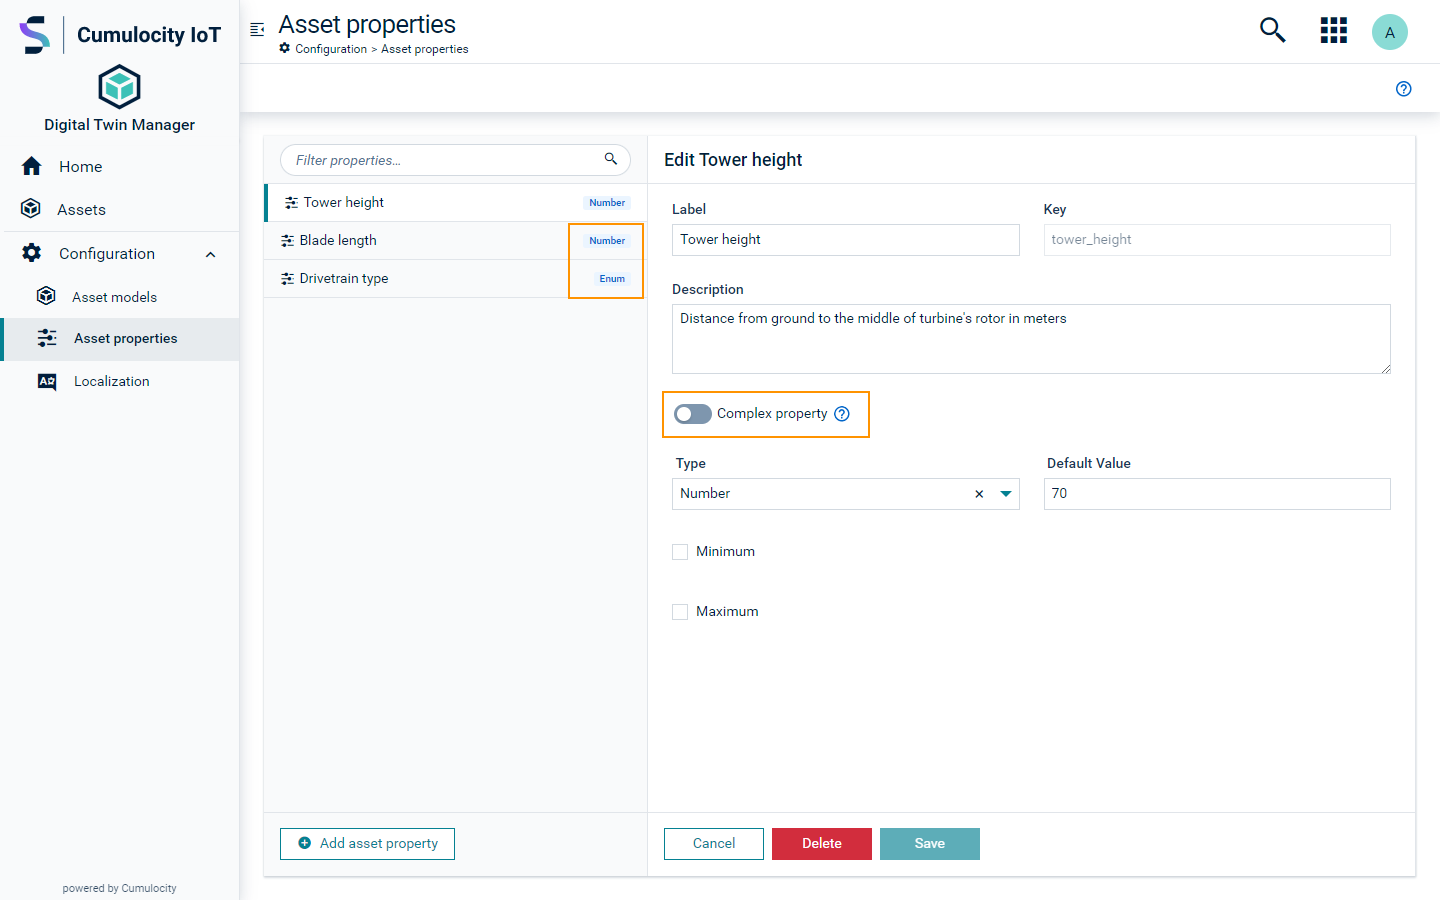 Cumulocity IoT
Digital Twin Manager
Home
Assets
Configuration
Asset models
Asset properties
Localization
powered by Cumulocity
Asset properties
Configuration > Asset properties
A
Filter properties...
Tower height Number
Blade length Number
Drivetrain type Enum
Add asset property
Edit Tower height
Label Key
Tower height tower_height
Description
Distance from ground to the middle of turbine's rotor in meters
Complex property
Type Default Value
Number 70
Minimum
Maximum
Cancel Delete Save